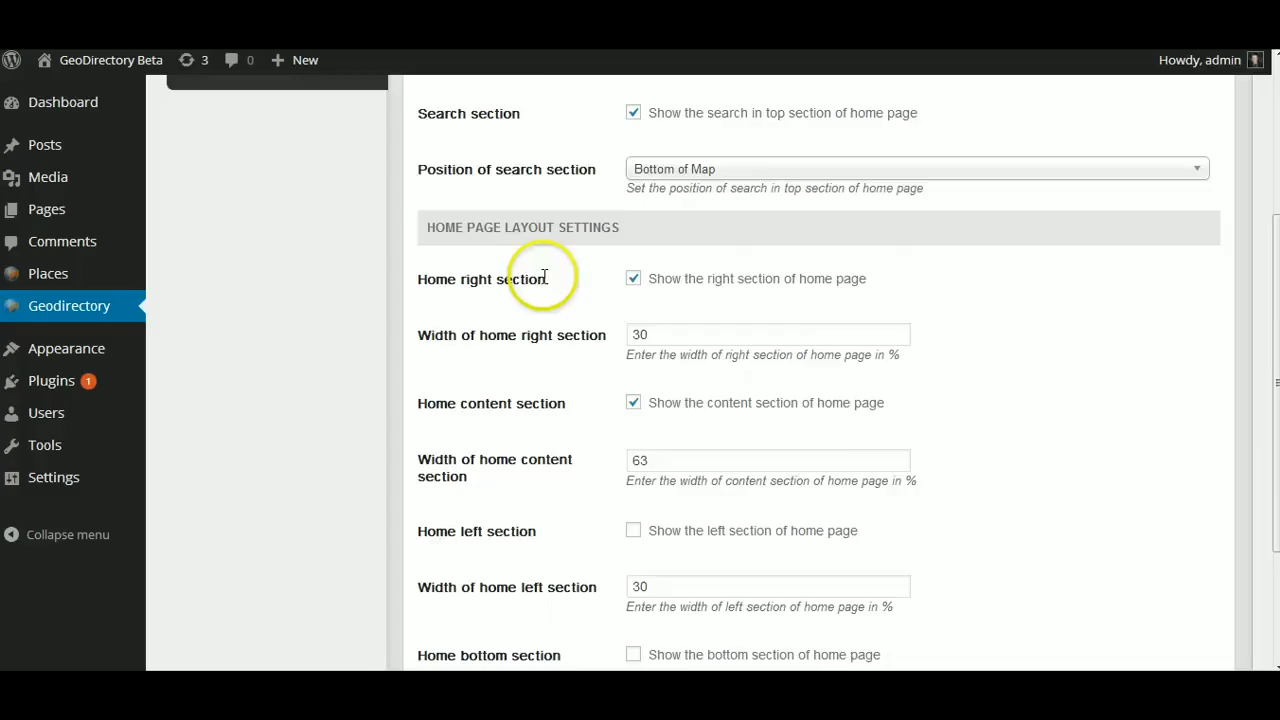 GeoDirectory Beta 3 0 New Howdy, admin
Dashboard
Posts
Media
Pages
Comments
Places
Geodirectory
Appearance
Plugins 1
Users
Tools
Settings
Collapse menu
Search section Show the search in top section of home page
Position of search section Bottom of Map
Set the position of search in top section of home page
HOME PAGE LAYOUT SETTINGS
Home right section Show the right section of home page
Width of home right section 30
Enter the width of right section of home page in %
Home content section Show the content section of home page
Width of home content
section
63
Enter the width of content section of home page in %
Home left section Show the left section of home page
Width of home left section 30
Enter the width of left section of home page in %
Home bottom section Show the bottom section of home page